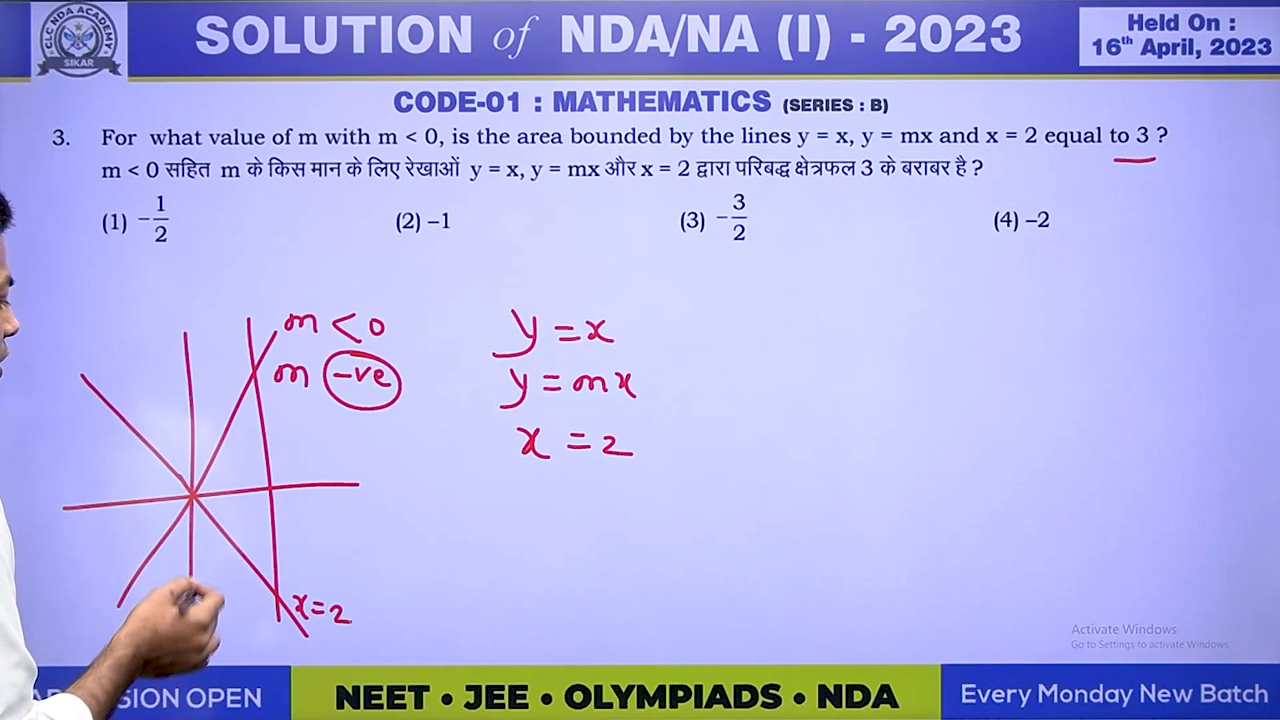 CLC NDA ACADEMY
SIKAR
SOLUTION of NDA/NA (I) - 2023
Held On :
16th April, 2023
CODE-01 : MATHEMATICS (SERIES : B)
3. For what value of m with m < 0, is the area bounded by the lines y = x, y = mx and x = 2 equal to 3 ?
m < 0 सहित m के किस मान के लिए रेखाओं y = x, y = mx और x = 2 द्वारा परिबद्ध क्षेत्रफल 3 के बराबर है ?
(1) -1/2 (2) –1 (3) -3/2 (4) –2
m < 0
m -ve
y = x
y = mx
x = 2
x = 2
Activate Windows
Go to Settings to activate Windows.
SION OPEN
NEET • JEE • OLYMPIADS • NDA
Every Monday New Batch